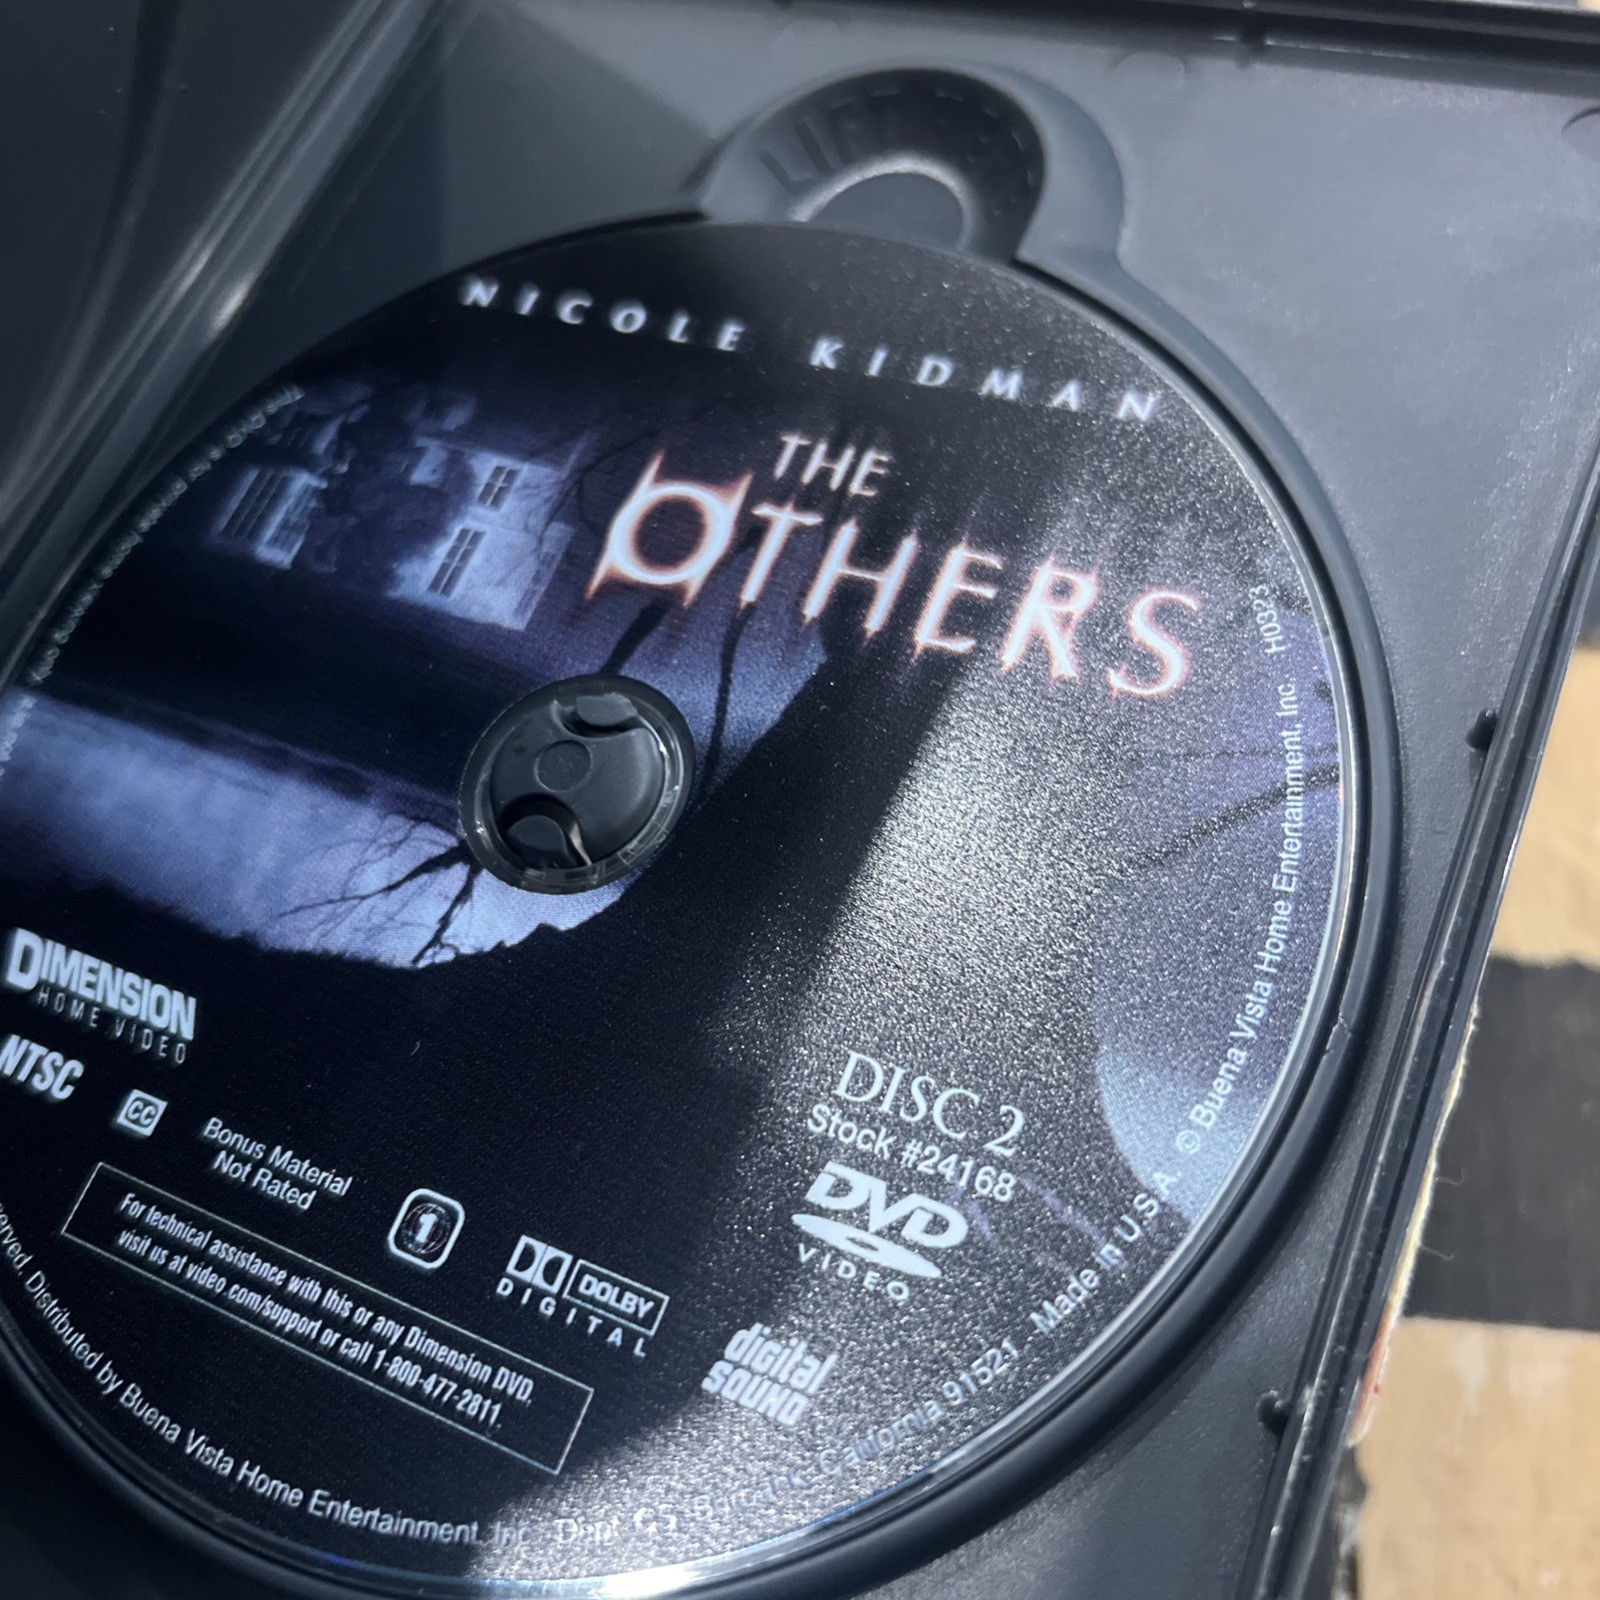 NICOLE KIDMAN
THE
OTHERS
H0323
DIMENSION
HOME VIDEO
NTSC
CC
Bonus Material
Not Rated
1
DOLBY
DIGITAL
DISC 2
Stock #24168
DVD
VIDEO
digital
sound
For technical assistance with this or any Dimension DVD,
visit us at video.com/support or call 1-800-477-2811.
Distributed by Buena Vista Home Entertainment, Inc., Dept. CS, Burbank, California 91521 Made in U.S.A. © Buena Vista Home Entertainment, Inc.